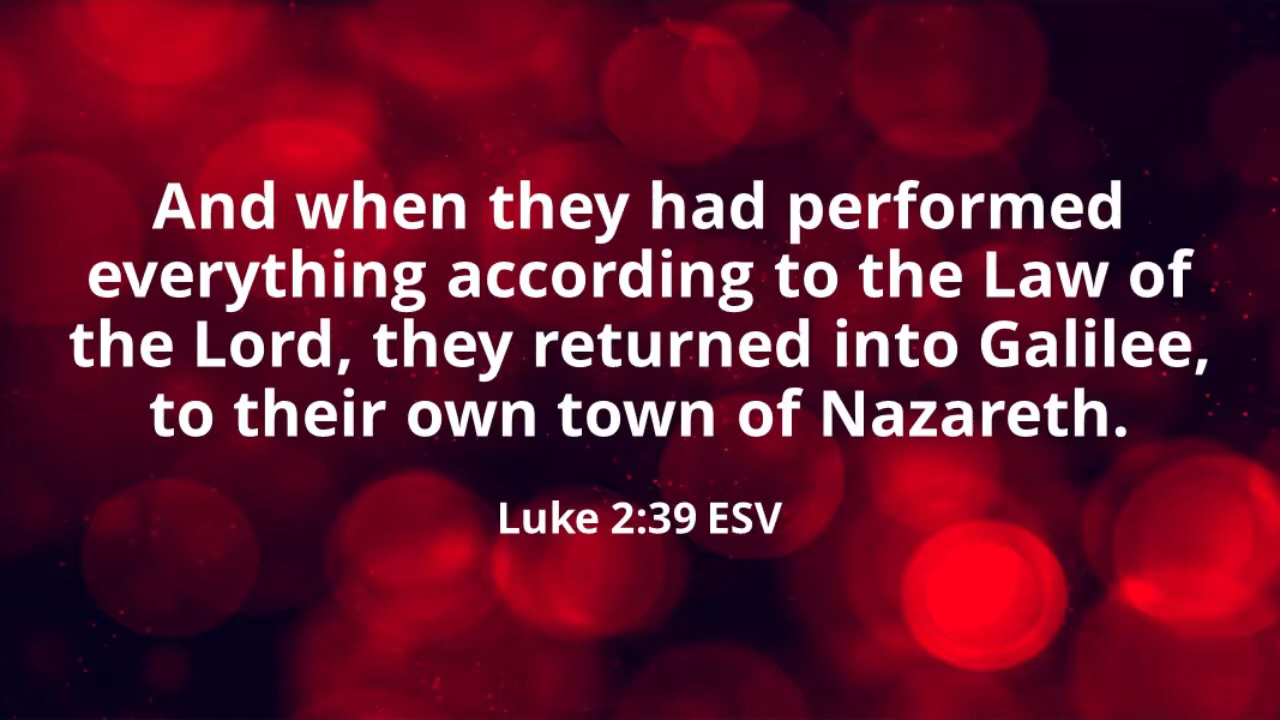 And when they had performed
everything according to the Law of
the Lord, they returned into Galilee,
to their own town of Nazareth.
Luke 2:39 ESV